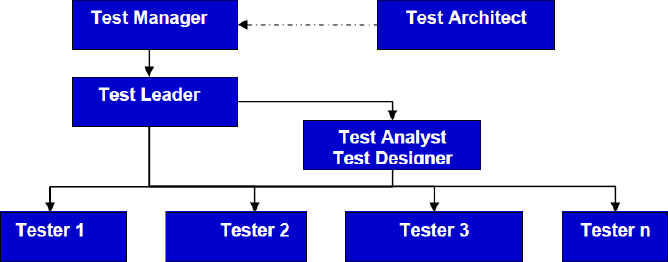 Test Manager
Test Architect
Test Leader
Test Analyst
Test Designer
Tester 1
Tester 2
Tester 3
Tester n